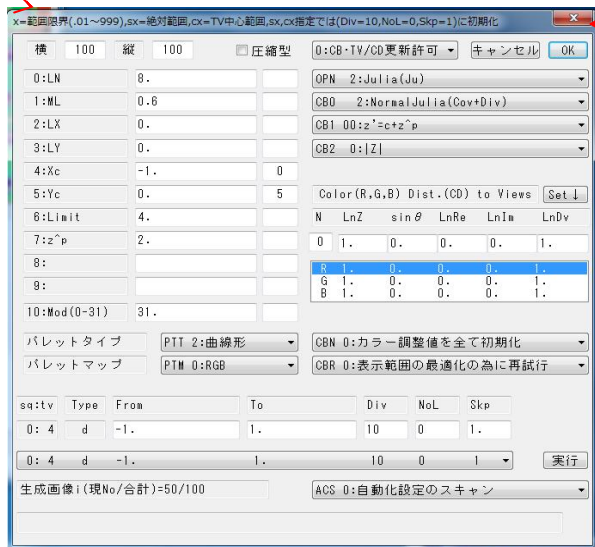 x=範囲限界(.01~999),sx=絶対範囲,cx=TV中心範囲,sx,cx指定では(Div=10,NoL=0,Skp=1)に初期化
横 100 縦 100 圧縮型 0:CB·TV/CD更新許可 キャンセル OK
0:LN 8. OPN 2:Julia(Ju)
1:ML 0.6 CB0 2:NormalJulia(Cov+Div)
2:LX 0. CB1 00:z'=c+z^p
3:LY 0. CB2 0:|Z|
4:Xc -1. 0
5:Yc 0. 5 Color(R,G,B) Dist.(CD) to Views Set↓
6:Limit 4. N LnZ sinθ LnRe LnIm LnDv
7:z^p 2. 0 1. 0. 0. 0. 1.
8: R 1. 0. 0. 0. 1.
9: G 1. 0. 0. 0. 1.
B 1. 0. 0. 0. 1.
10:Mod(0-31) 31.
パレットタイプ PTT 2:曲線形 CBN 0:カラー調整値を全て初期化
パレットマップ PTM 0:RGB CBR 0:表示範囲の最適化の為に再試行
sq:tv Type From To Div NoL Skp
0: 4 d -1. 1. 10 0 1.
0: 4 d -1. 1. 10 0 1 実行
生成画像i(現No/合計)=50/100 ACS 0:自動化設定のスキャン